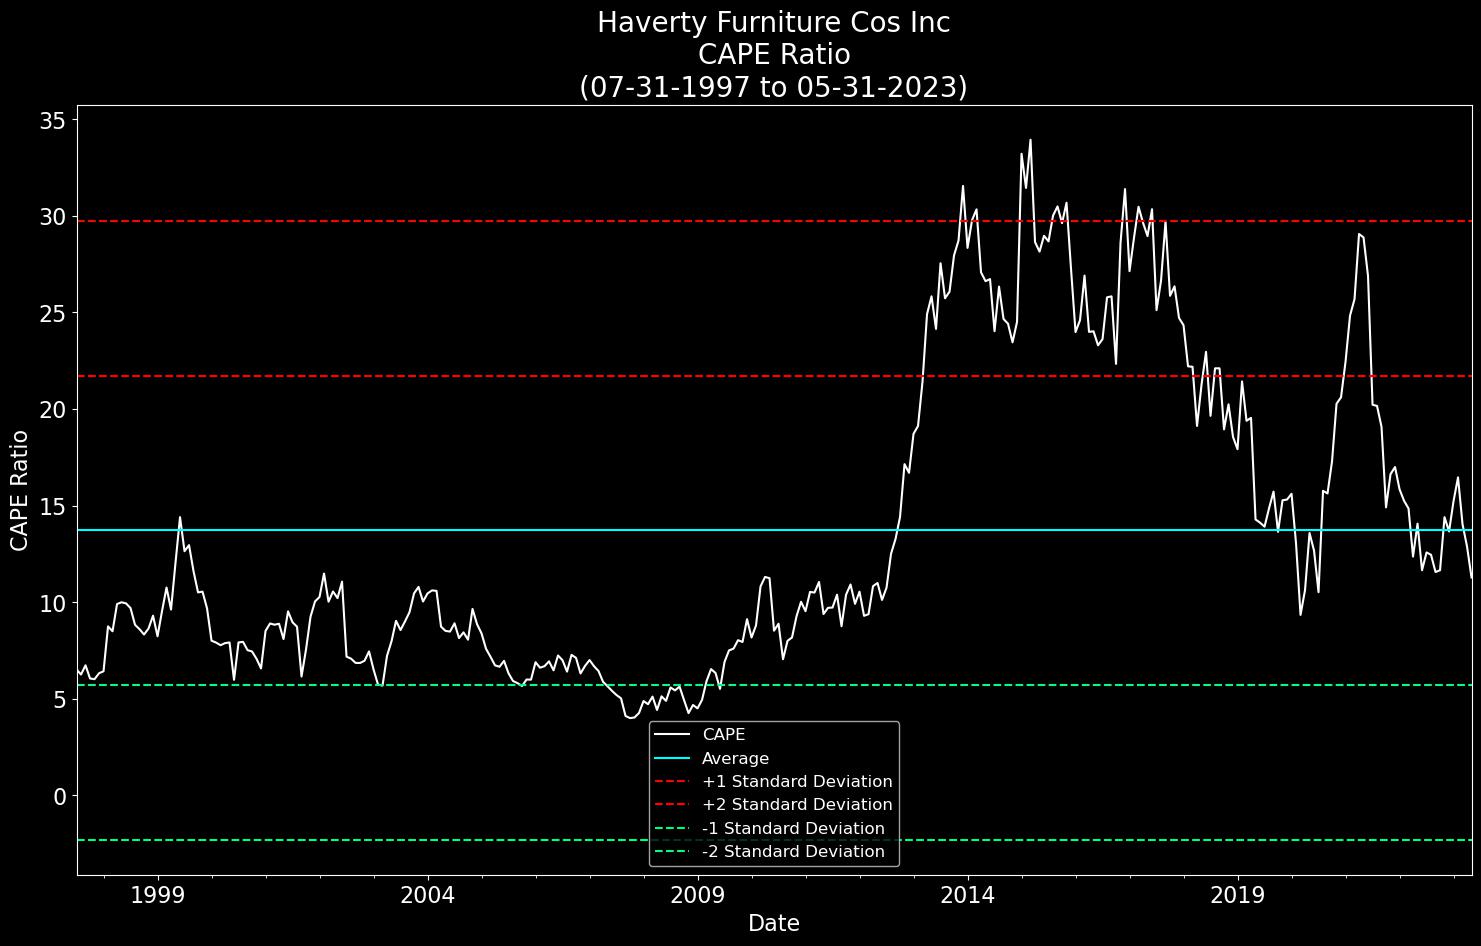 Haverty Furniture Cos Inc
CAPE Ratio
(07-31-1997 to 05-31-2023)
35
30
25
20
15
10
5
0
CAPE Ratio
CAPE
Average
+1 Standard Deviation
+2 Standard Deviation
-1 Standard Deviation
-2 Standard Deviation
1999
2004
2009
2014
2019
Date